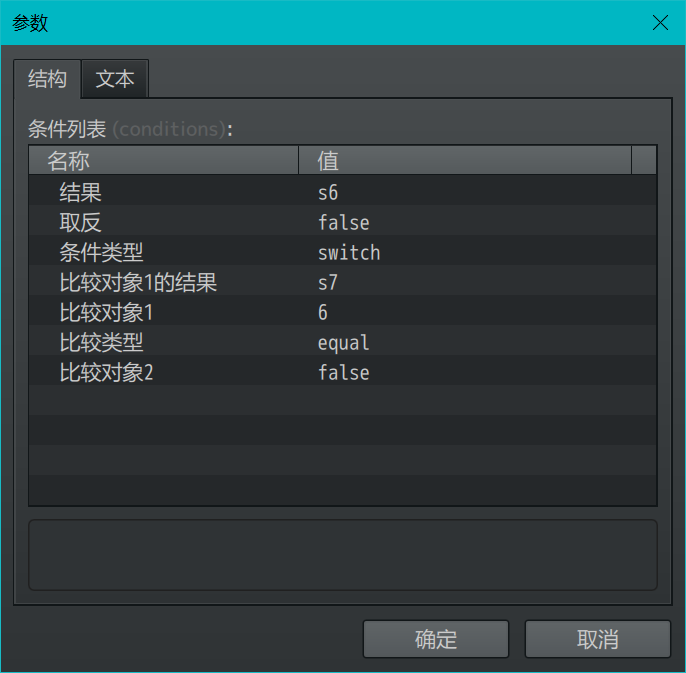 参数
结构 文本
条件列表 (conditions):
名称 值
结果 s6
取反 false
条件类型 switch
比较对象1的结果 s7
比较对象1 6
比较类型 equal
比较对象2 false
确定 取消